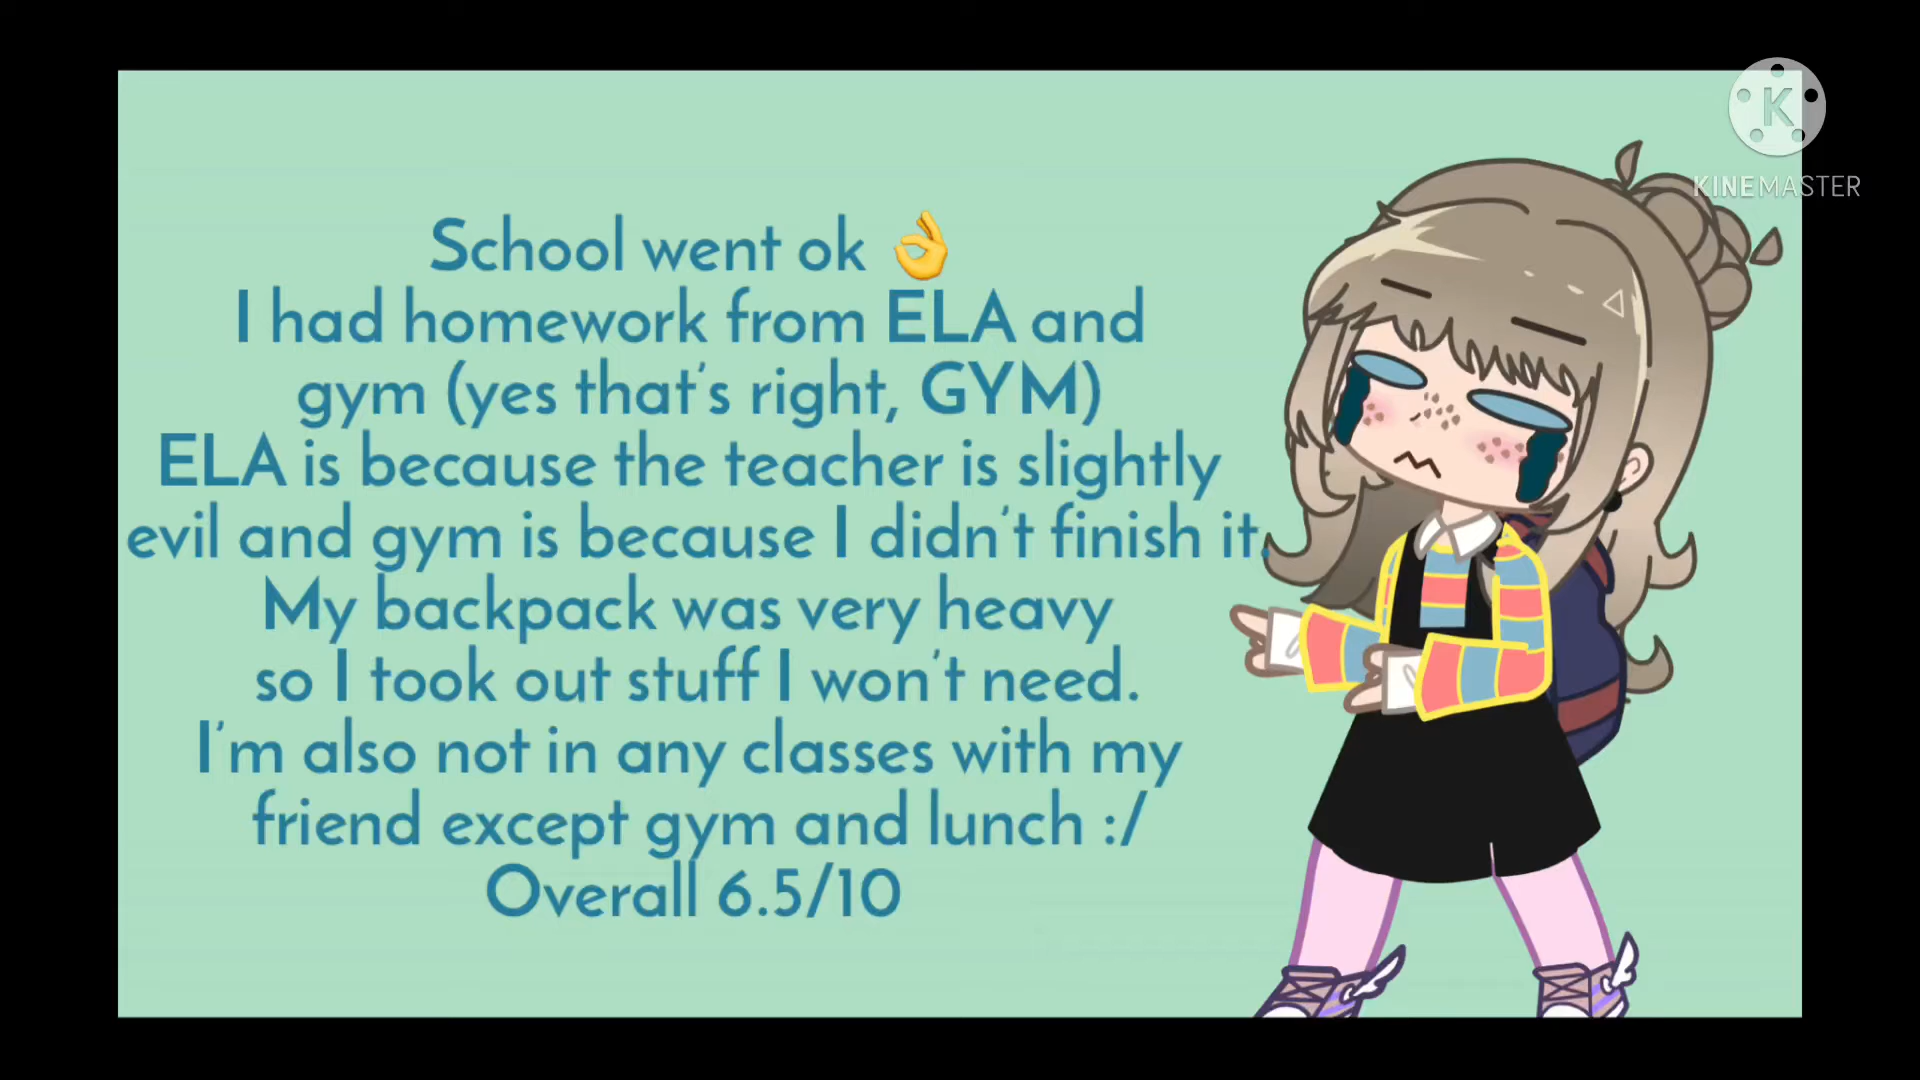 School went ok 👌
I had homework from ELA and
gym (yes that's right, GYM)
ELA is because the teacher is slightly
evil and gym is because I didn't finish it.
My backpack was very heavy
so I took out stuff I won't need.
I'm also not in any classes with my
friend except gym and lunch :/
Overall 6.5/10
K
KINEMASTER